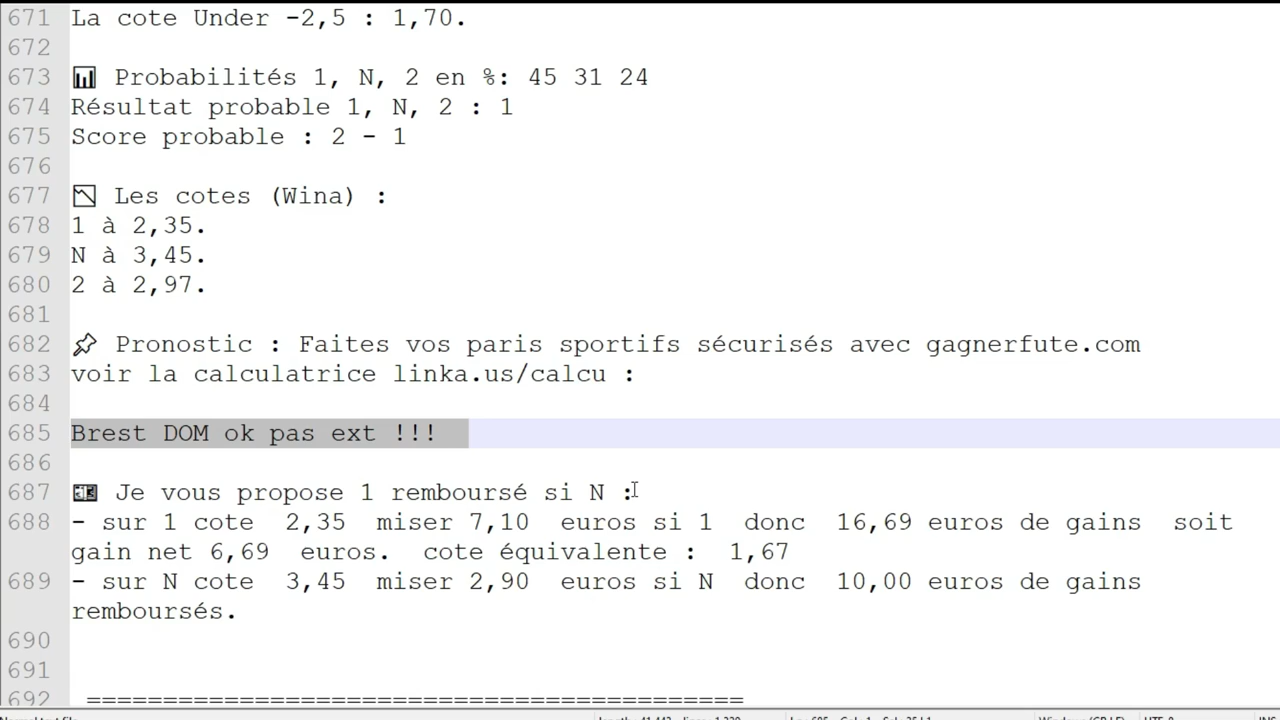 671 La cote Under -2,5 : 1,70.
672
673 📊 Probabilités 1, N, 2 en %: 45 31 24
674 Résultat probable 1, N, 2 : 1
675 Score probable : 2 - 1
676
677 📉 Les cotes (Wina) :
678 1 à 2,35.
679 N à 3,45.
680 2 à 2,97.
681
682 📌 Pronostic : Faites vos paris sportifs sécurisés avec gagnerfute.com
683 voir la calculatrice linka.us/calcu :
684
685 Brest DOM ok pas ext !!!
686
687 💶 Je vous propose 1 remboursé si N :
688 - sur 1 cote 2,35 miser 7,10 euros si 1 donc 16,69 euros de gains soit
gain net 6,69 euros. cote équivalente : 1,67
689 - sur N cote 3,45 miser 2,90 euros si N donc 10,00 euros de gains
remboursés.
690
691
692 ===========================================